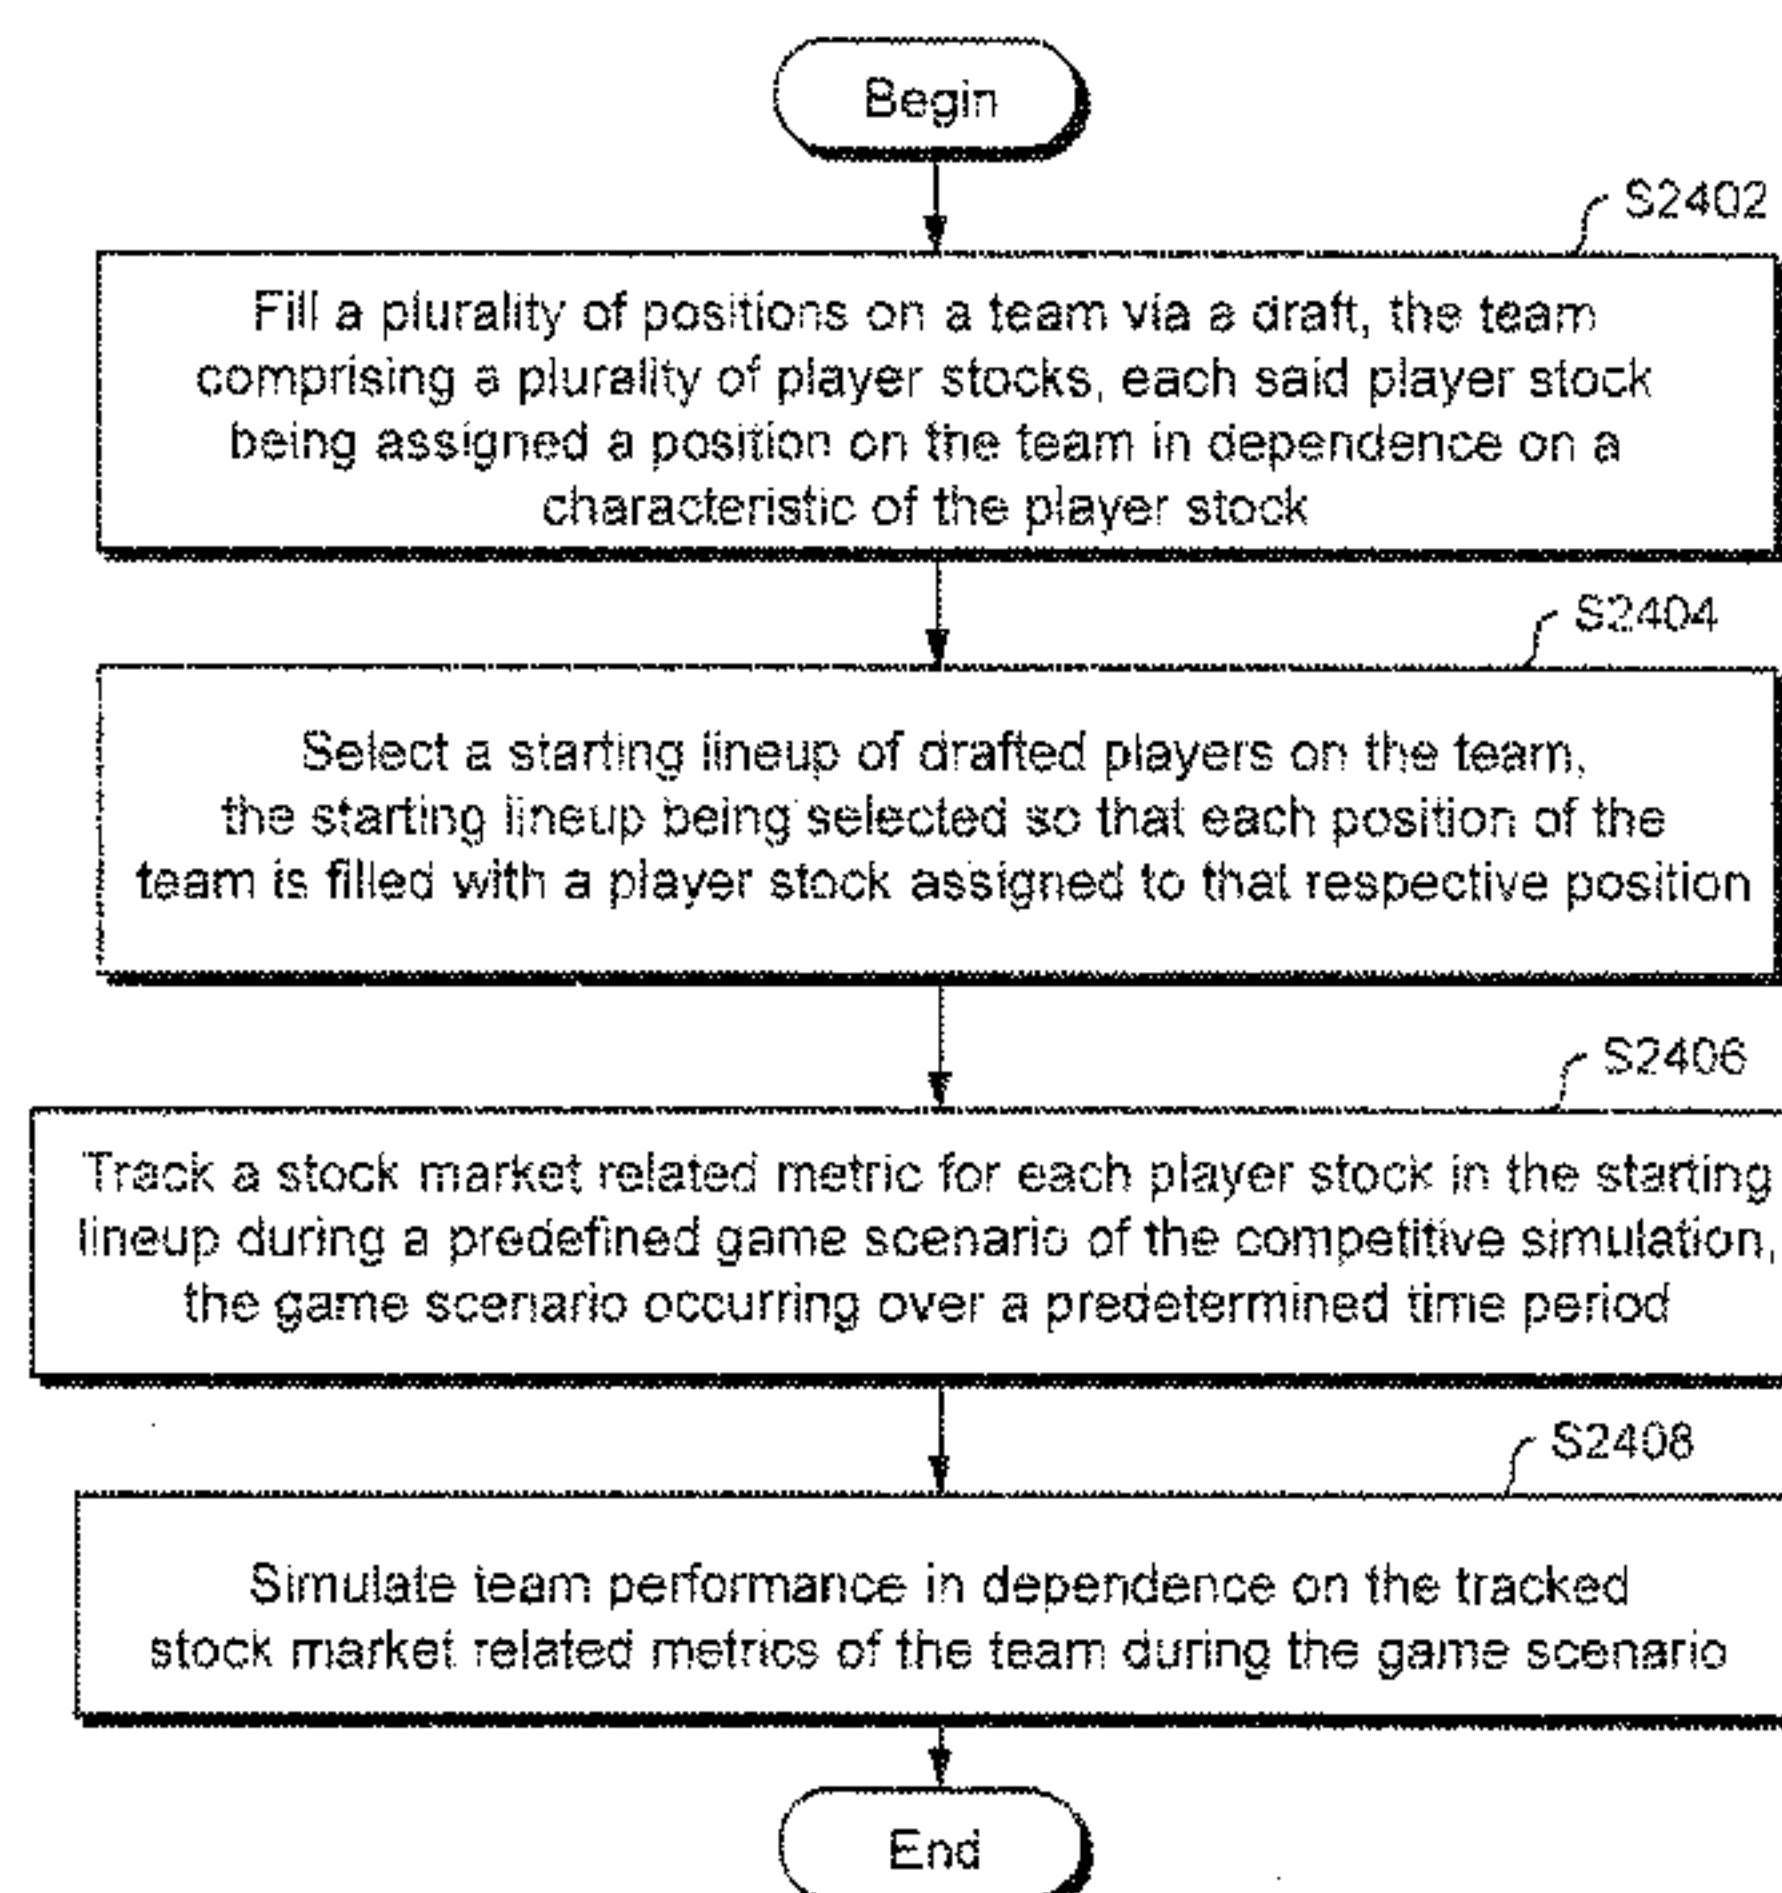 Begin
S2402
Fill a plurality of positions on a team via a draft, the team
comprising a plurality of player stocks, each said player stock
being assigned a position on the team in dependence on a
characteristic of the player stock
S2404
Select a starting lineup of drafted players on the team,
the starting lineup being selected so that each position of the
team is filled with a player stock assigned to that respective position
S2406
Track a stock market related metric for each player stock in the starting
lineup during a predefined game scenario of the competitive simulation,
the game scenario occurring over a predetermined time period
S2408
Simulate team performance in dependence on the tracked
stock market related metrics of the team during the game scenario
End